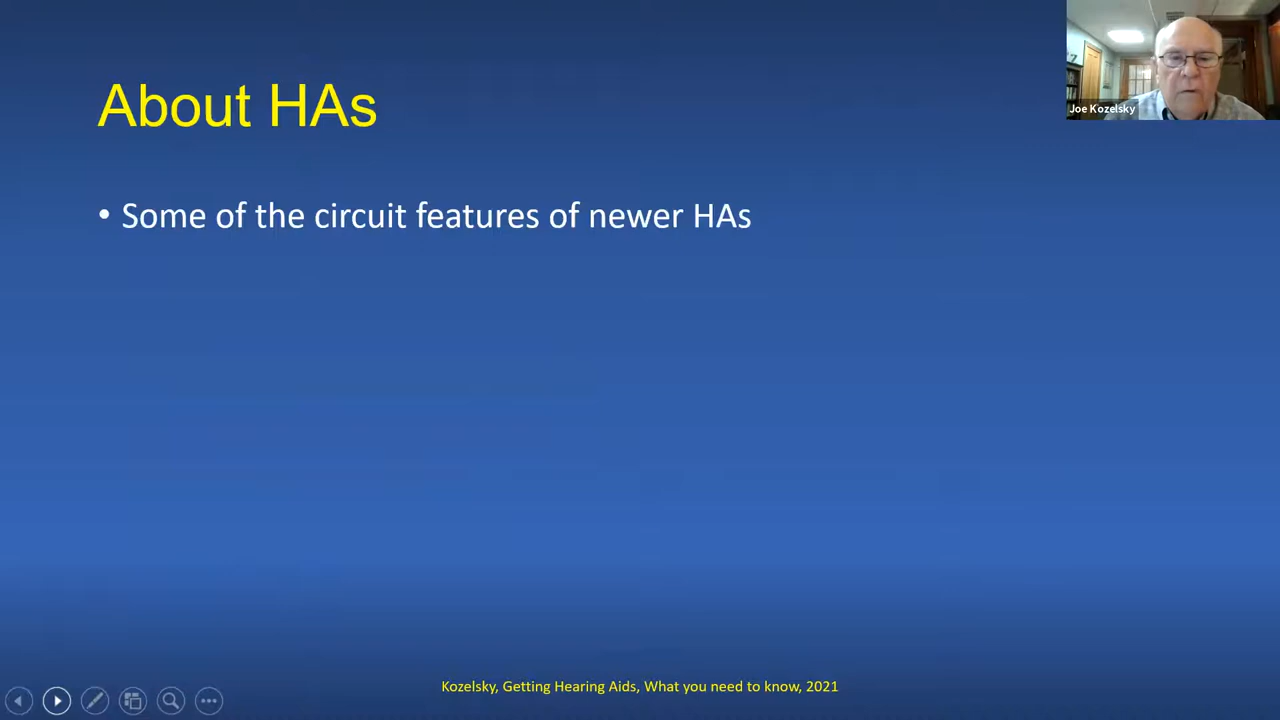 About HAs
Joe Kozelsky
• Some of the circuit features of newer HAs
Kozelsky, Getting Hearing Aids, What you need to know, 2021